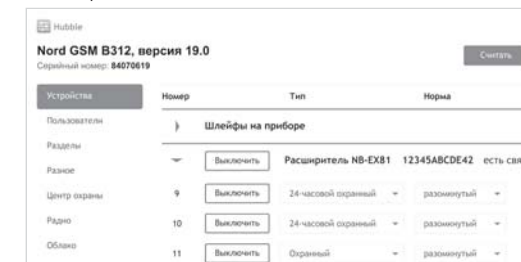 Hubble
Nord GSM B312, версия 19.0
Серийный номер: 84070619
Считать
Устройства
Номер Тип Норма
Пользователи
Шлейфы на приборе
Разделы
Выключить Расширитель NB-EX81 12345ABCDE42 есть свя
Разное
Центр охраны
9 Выключить 24-часовой охранный разомкнутый
Радио
10 Выключить 24-часовой охранный разомкнутый
Облако
11 Выключить Охранный разомкнутый